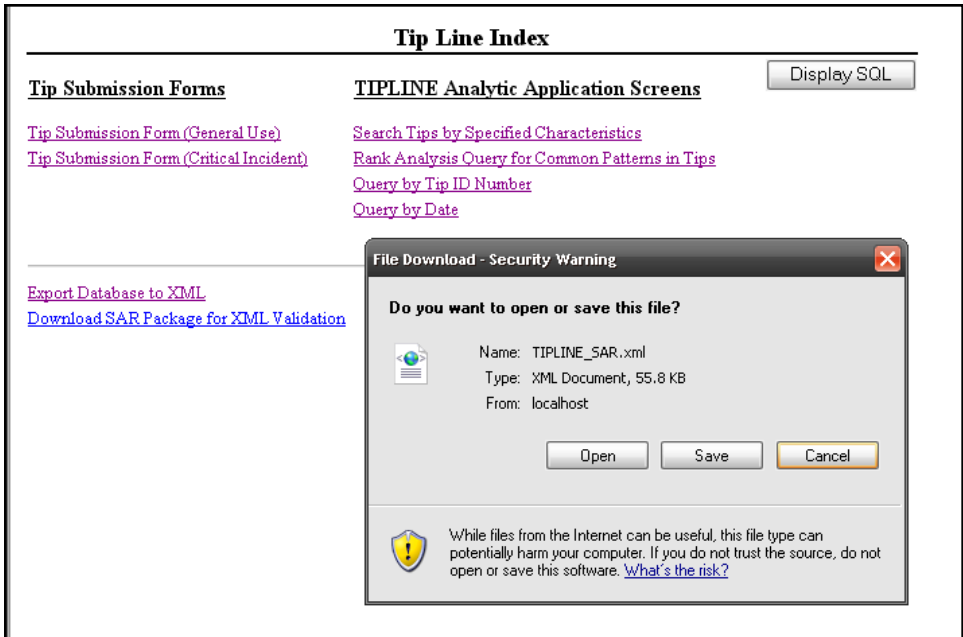 Tip Line Index
Display SQL
Tip Submission Forms
TIPLINE Analytic Application Screens
Tip Submission Form (General Use)
Search Tips by Specified Characteristics
Tip Submission Form (Critical Incident)
Rank Analysis Query for Common Patterns in Tips
Query by Tip ID Number
Query by Date
Export Database to XML
Download SAR Package for XML Validation
File Download - Security Warning
Do you want to open or save this file?
Name: TIPLINE_SAR.xml
Type: XML Document, 55.8 KB
From: localhost
Open Save Cancel
While files from the Internet can be useful, this file type can
potentially harm your computer. If you do not trust the source, do not
open or save this software. What's the risk?